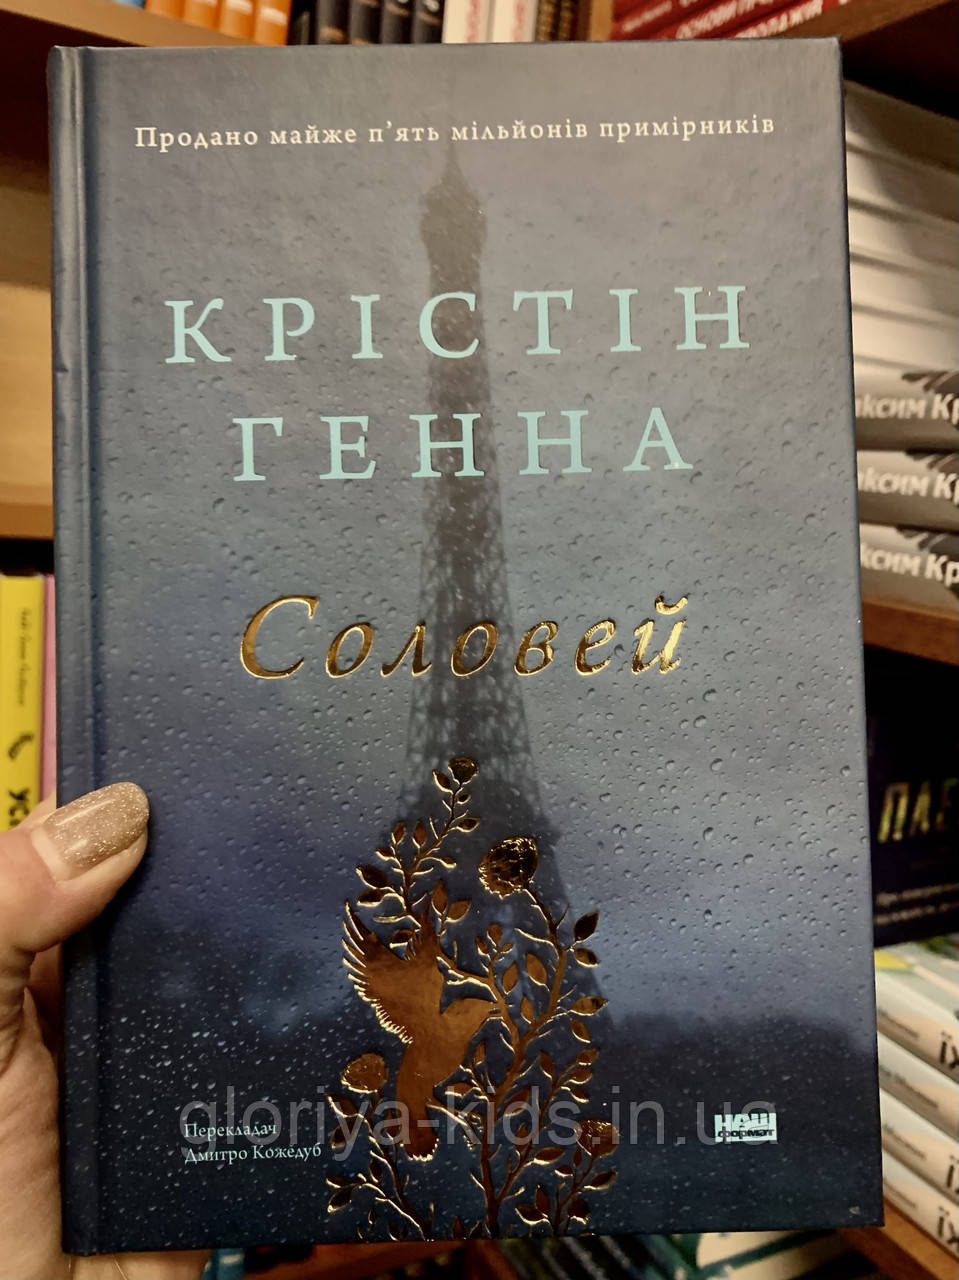 Продано майже п'ять мільйонів примірників
КРІСТІН
ГЕННА
Соловей
gloriya-kids.in.ua
Перекладач
Дмитро Кожедуб
НАШ
формат